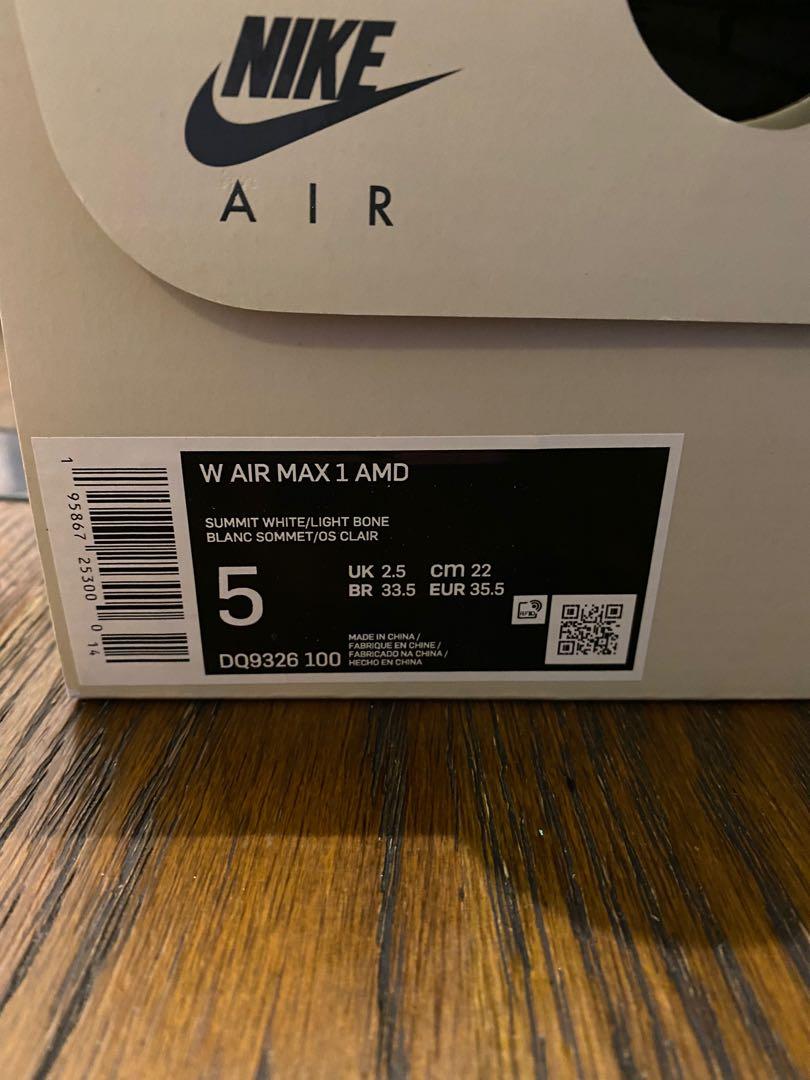 NIKE
AIR
W AIR MAX 1 AMD
SUMMIT WHITE/LIGHT BONE
BLANC SOMMET/OS CLAIR
5
UK 2.5 cm 22
BR 33.5 EUR 35.5
RFID
DQ9326 100
MADE IN CHINA /
FABRIQUE EN CHINE /
FABRICADO NA CHINA /
HECHO EN CHINA
1 95867 25300 0 14